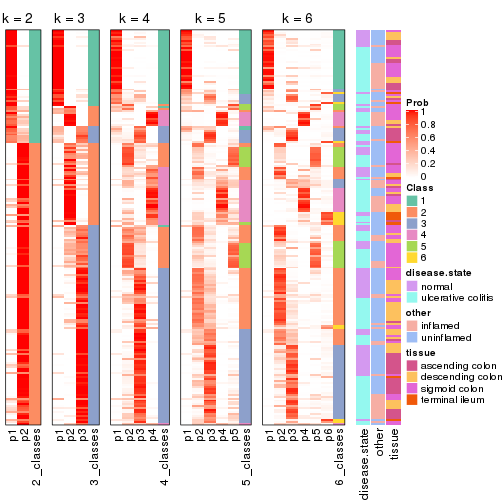 k = 2
k = 3
k = 4
k = 5
k = 6
p1
p2
2_classes
p1
p2
p3
3_classes
p1
p2
p3
p4
4_classes
p1
p2
p3
p4
p5
5_classes
p1
p2
p3
p4
p5
p6
6_classes
disease.state
other
tissue
Prob
1
0.8
0.6
0.4
0.2
0
Class
1
2
3
4
5
6
disease.state
normal
ulcerative colitis
other
inflamed
uninflamed
tissue
ascending colon
descending colon
sigmoid colon
terminal ileum